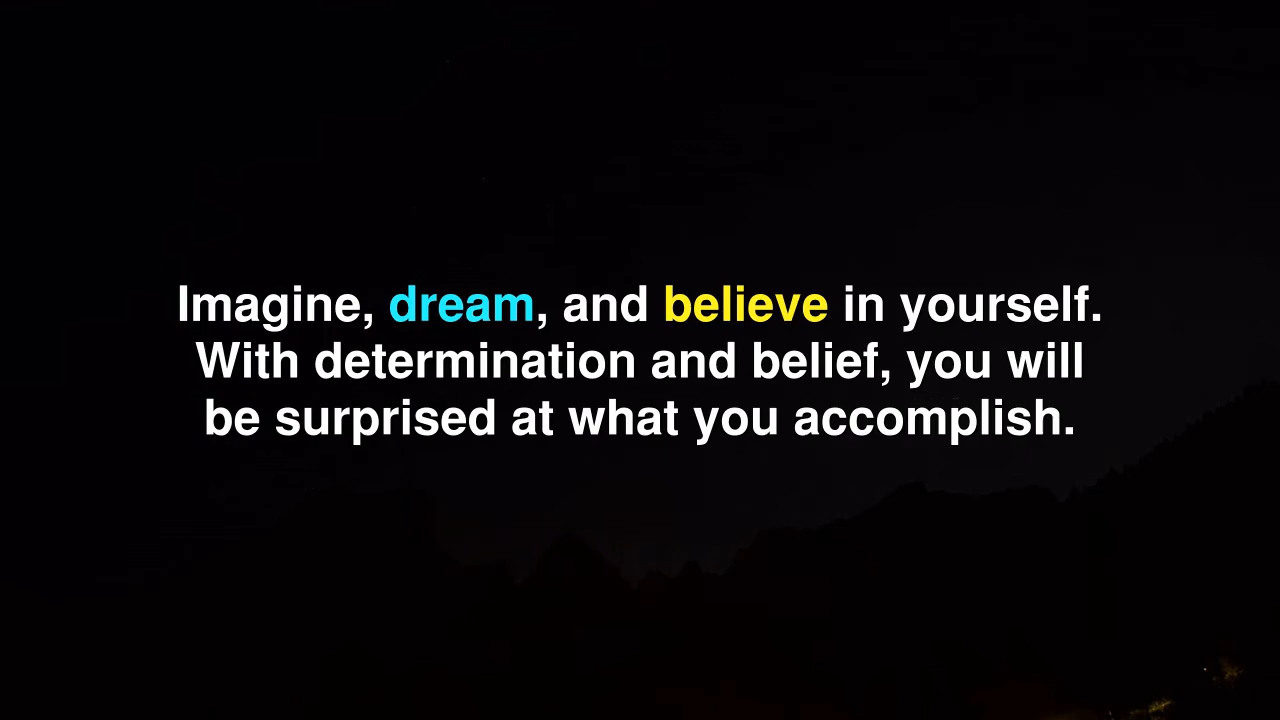 Imagine, dream, and believe in yourself.
With determination and belief, you will
be surprised at what you accomplish.